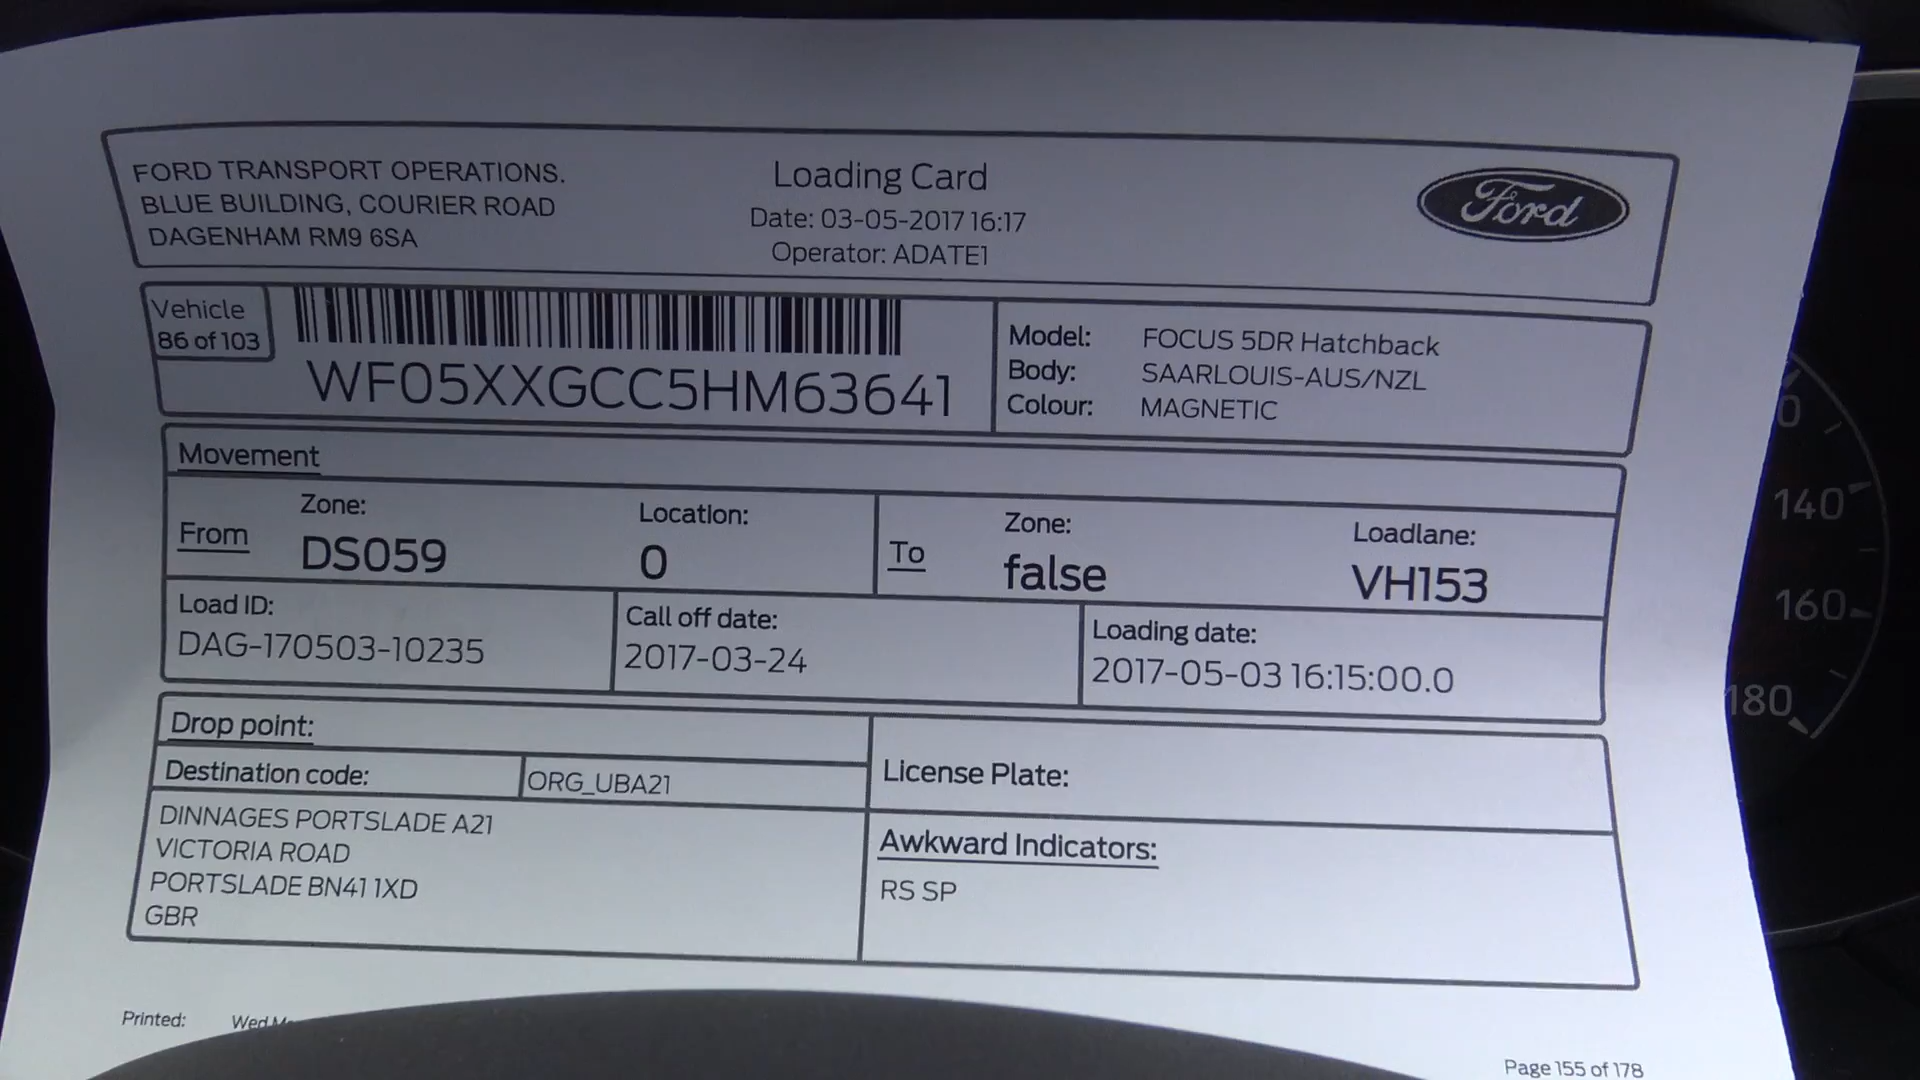 FORD TRANSPORT OPERATIONS.
BLUE BUILDING, COURIER ROAD
DAGENHAM RM9 6SA
Loading Card
Date: 03-05-2017 16:17
Operator: ADATE1
Ford
Vehicle
86 of 103
WF05XXGCC5HM63641
Model: FOCUS 5DR Hatchback
Body: SAARLOUIS-AUS/NZL
Colour: MAGNETIC
Movement
From
Zone:
DS059
Location:
0
To
Zone:
false
Loadlane:
VH153
Load ID:
DAG-170503-10235
Call off date:
2017-03-24
Loading date:
2017-05-03 16:15:00.0
Drop point:
Destination code: ORG_UBA21
DINNAGES PORTSLADE A21
VICTORIA ROAD
PORTSLADE BN41 1XD
GBR
License Plate:
Awkward Indicators:
RS SP
Printed: Wed
Page 155 of 178
140
160
180